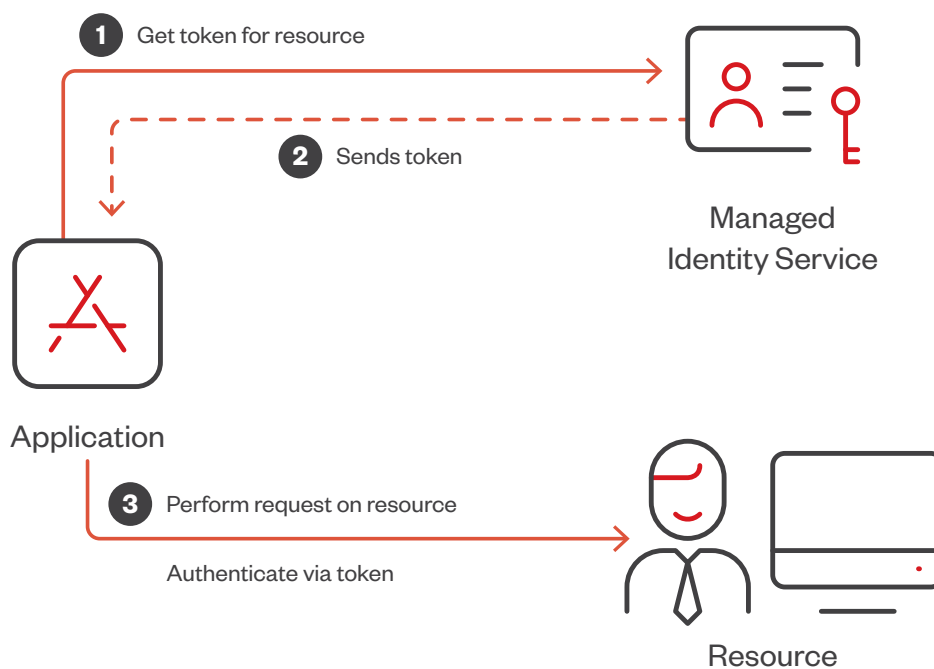 1 Get token for resource
2 Sends token
Managed
Identity Service
Application
3 Perform request on resource
Authenticate via token
Resource